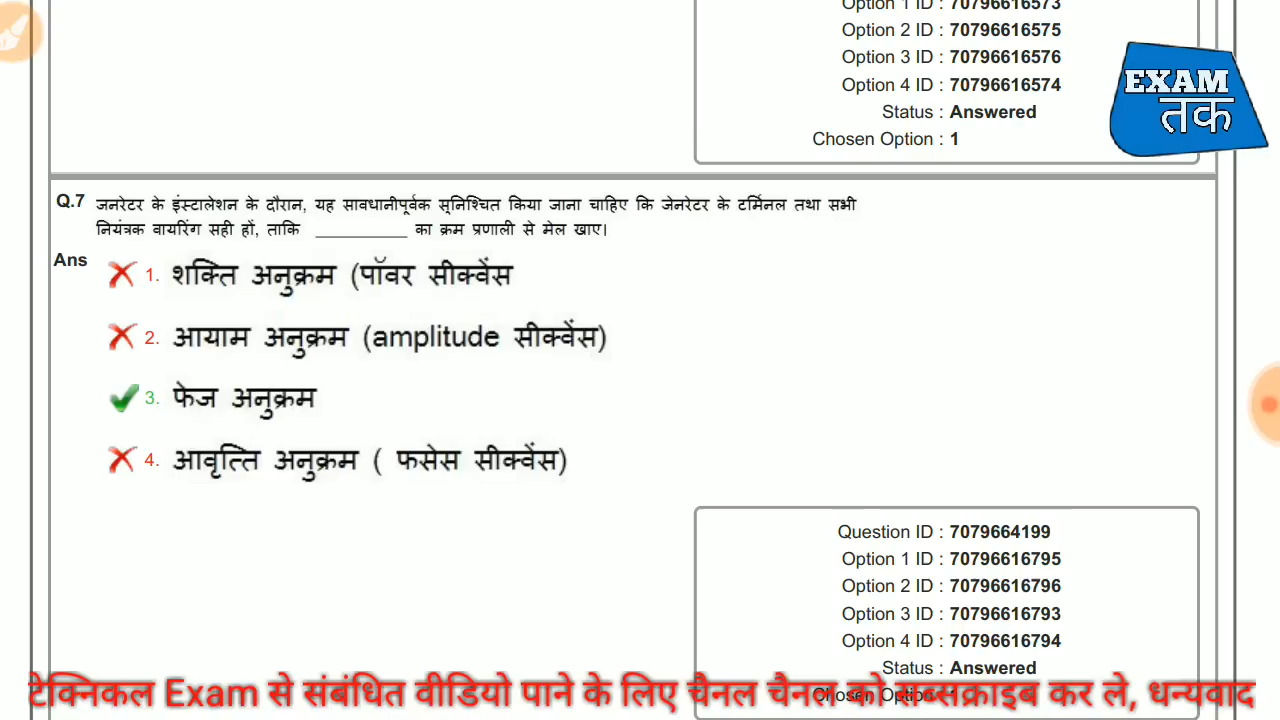 Option 1 ID : 70796616573
Option 2 ID : 70796616575
Option 3 ID : 70796616576
Option 4 ID : 70796616574
Status : Answered
Chosen Option : 1
EXAM
तक
Q.7 जनरेटर के इंस्टालेशन के दौरान, यह सावधानीपूर्वक सुनिश्चित किया जाना चाहिए कि जेनरेटर के टर्मिनल तथा सभी
नियंत्रक वायरिंग सही हों, ताकि __________ का क्रम प्रणाली से मेल खाए।
Ans
1. शक्ति अनुक्रम (पॉवर सीक्वेंस
2. आयाम अनुक्रम (amplitude सीक्वेंस)
3. फेज अनुक्रम
4. आवृत्ति अनुक्रम ( फसेस सीक्वेंस)
Question ID : 7079664199
Option 1 ID : 70796616795
Option 2 ID : 70796616796
Option 3 ID : 70796616793
Option 4 ID : 70796616794
Status : Answered
Chosen Option :
टेक्निकल Exam से संबंधित वीडियो पाने के लिए चैनल चैनल को सब्सक्राइब कर ले, धन्यवाद